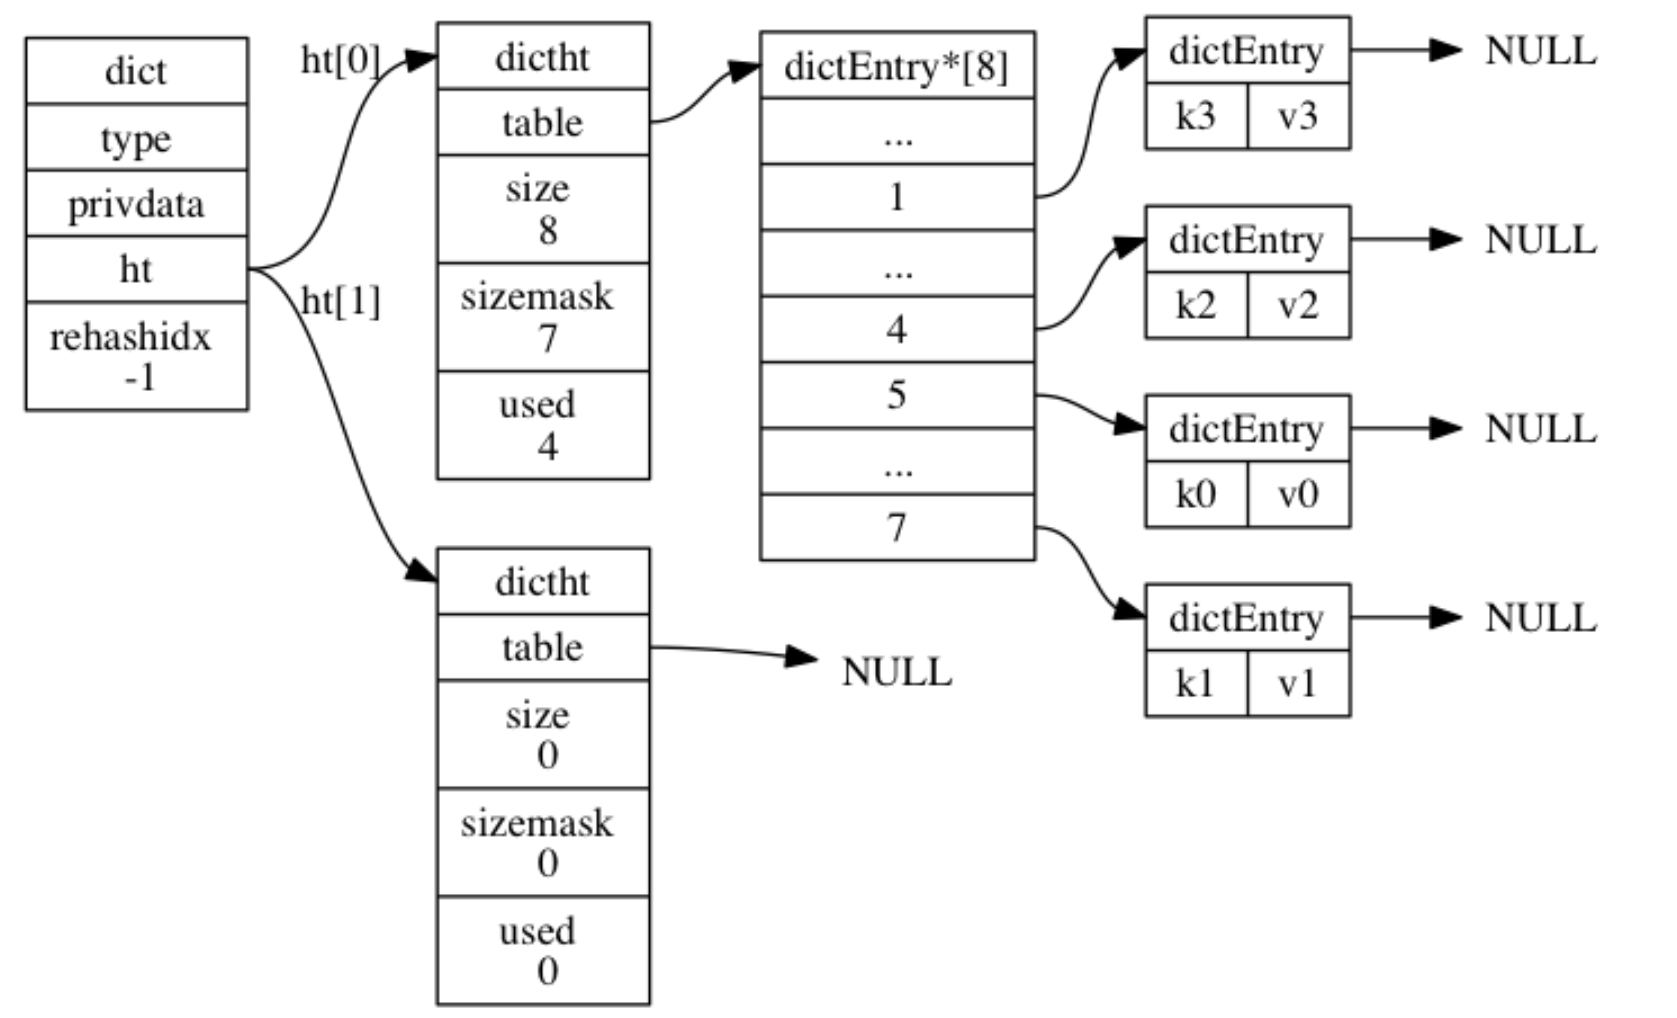 dict
type
privdata
ht
rehashidx
-1
ht[0]
ht[1]
dictht
table
size
8
sizemask
7
used
4
dictht
table
size
0
sizemask
0
used
0
dictEntry*[8]
...
1
...
4
5
...
7
NULL
dictEntry
k3 v3
NULL
dictEntry
k2 v2
NULL
dictEntry
k0 v0
NULL
dictEntry
k1 v1
NULL